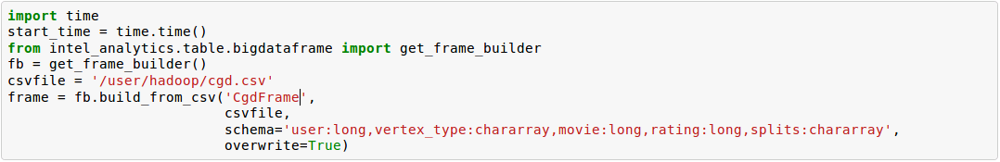 import time
start_time = time.time()
from intel_analytics.table.bigdataframe import get_frame_builder
fb = get_frame_builder()
csvfile = '/user/hadoop/cgd.csv'
frame = fb.build_from_csv('CgdFrame',
                          csvfile,
                          schema='user:long,vertex_type:chararray,movie:long,rating:long,splits:chararray',
                          overwrite=True)